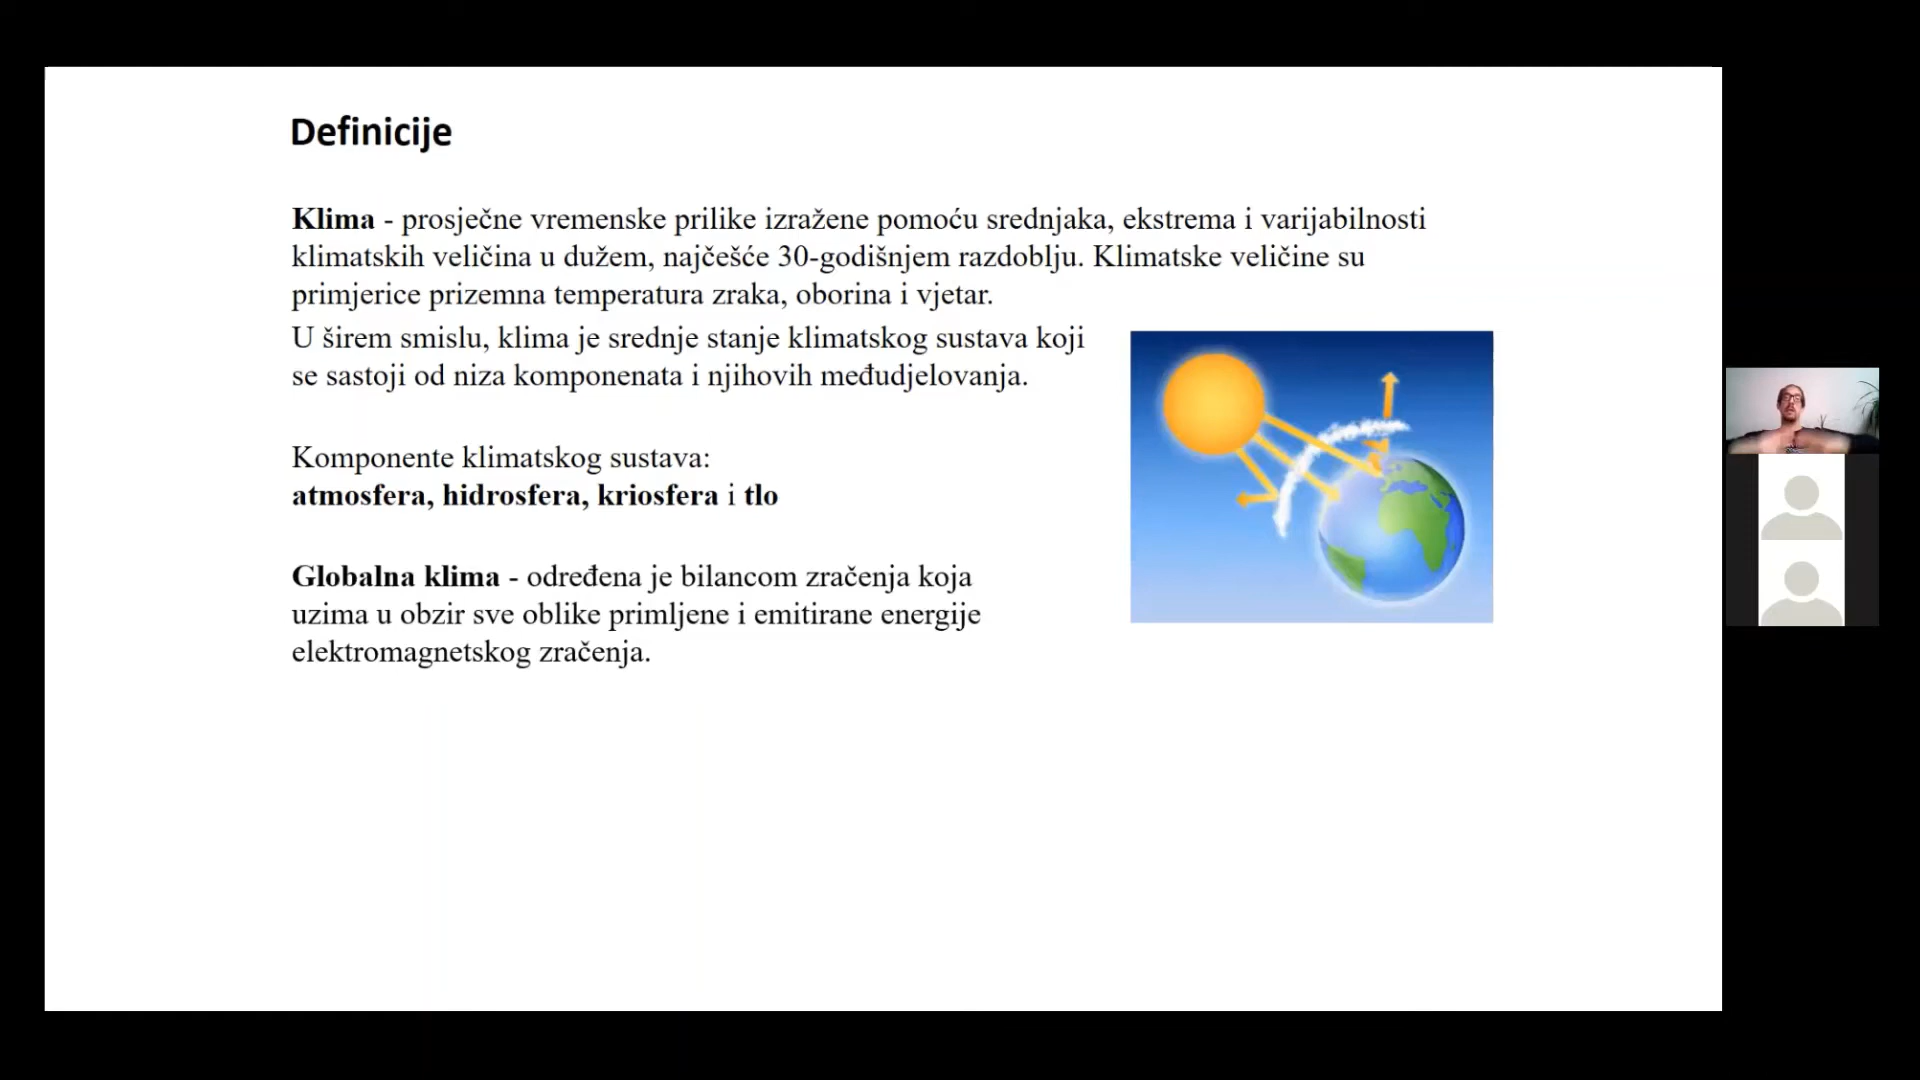 Definicije
Klima - prosječne vremenske prilike izražene pomoću srednjaka, ekstrema i varijabilnosti
klimatskih veličina u dužem, najčešće 30-godišnjem razdoblju. Klimatske veličine su
primjerice prizemna temperatura zraka, oborina i vjetar.
U širem smislu, klima je srednje stanje klimatskog sustava koji
se sastoji od niza komponenata i njihovih međudjelovanja.
Komponente klimatskog sustava:
atmosfera, hidrosfera, kriosfera i tlo
Globalna klima - određena je bilancom zračenja koja
uzima u obzir sve oblike primljene i emitirane energije
elektromagnetskog zračenja.